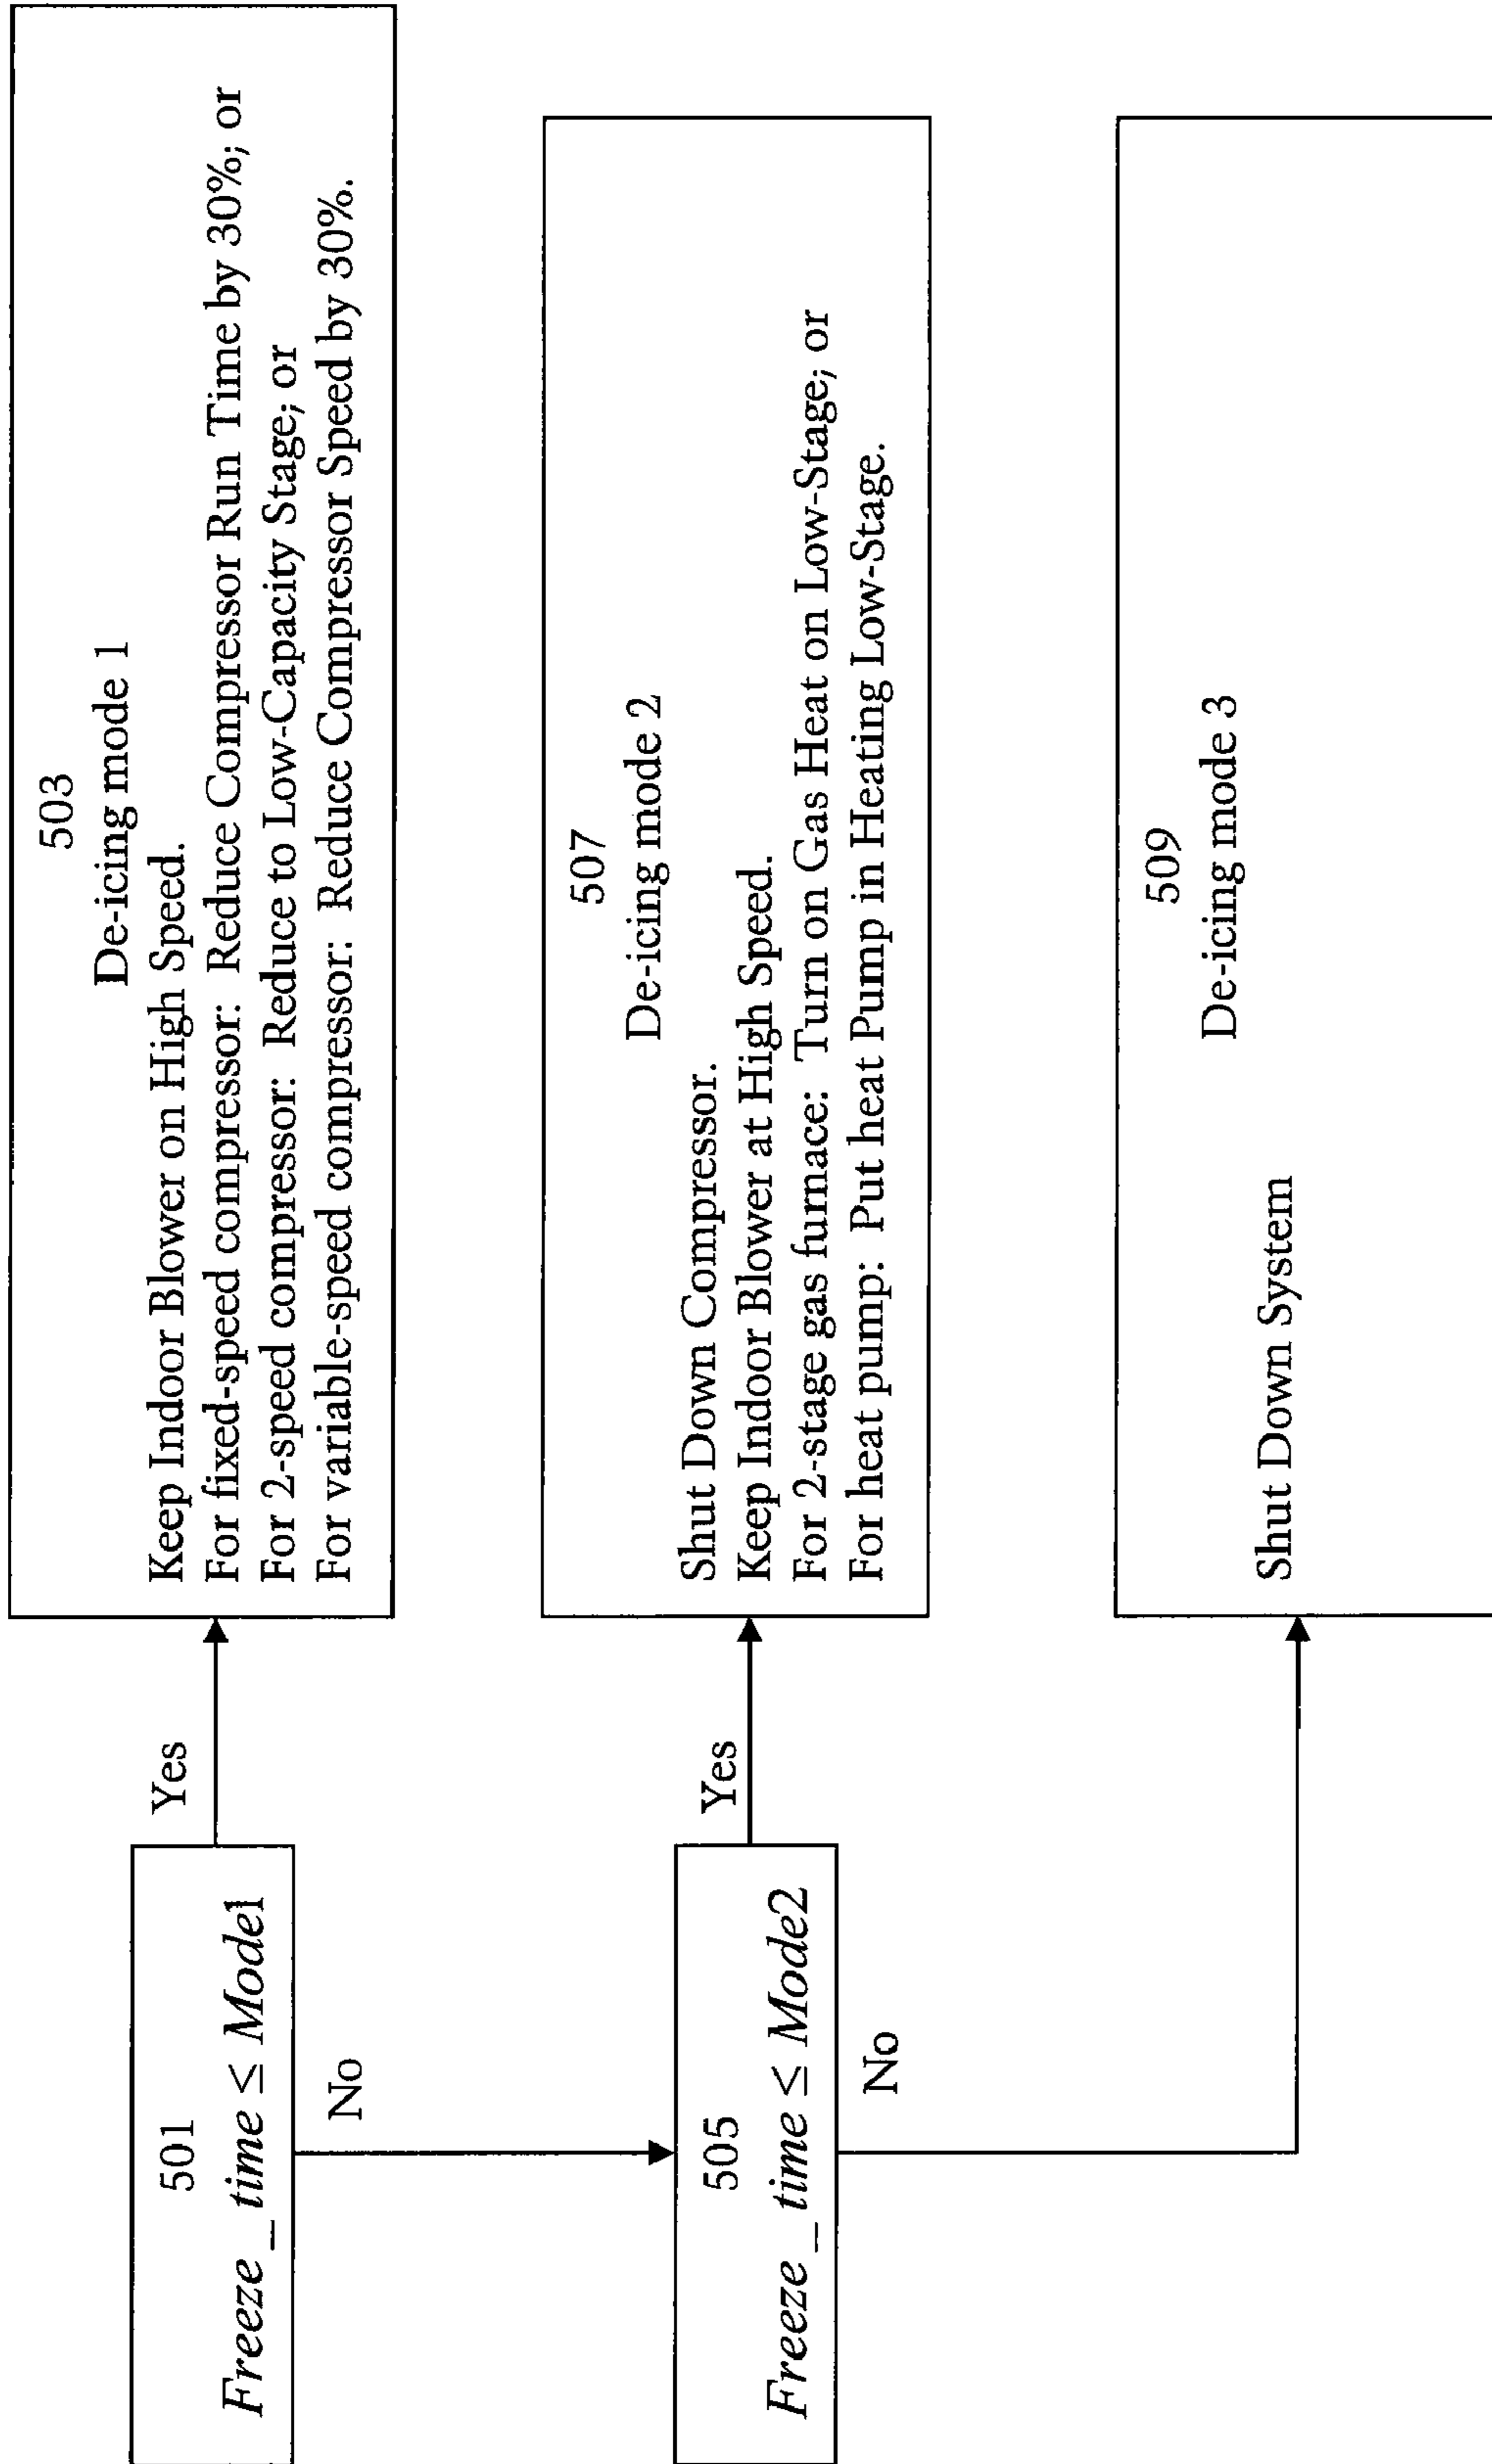 501
Freeze_time ≤ Mode1
Yes
503
De-icing mode 1
Keep Indoor Blower on High Speed.
For fixed-speed compressor: Reduce Compressor Run Time by 30%; or
For 2-speed compressor: Reduce to Low-Capacity Stage; or
For variable-speed compressor: Reduce Compressor Speed by 30%.
No
505
Freeze_time ≤ Mode2
Yes
507
De-icing mode 2
Shut Down Compressor.
Keep Indoor Blower at High Speed.
For 2-stage gas furnace: Turn on Gas Heat on Low-Stage; or
For heat pump: Put heat Pump in Heating Low-Stage.
No
509
De-icing mode 3
Shut Down System